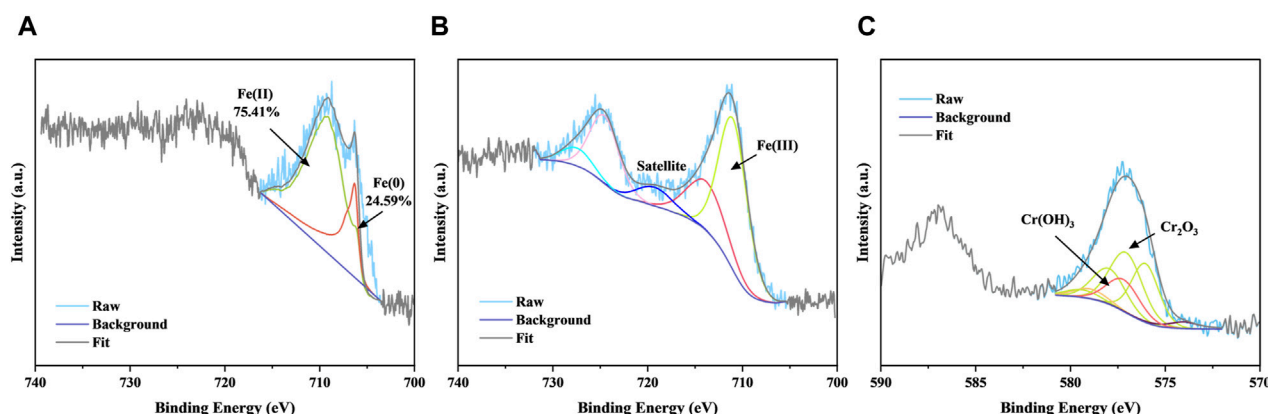 A
Intensity (a.u.)
Fe(II)
75.41%
Fe(0)
24.59%
Raw
Background
Fit
740
730
720
710
700
Binding Energy (eV)
B
Intensity (a.u.)
Satellite
Fe(III)
Raw
Background
Fit
740
730
720
710
700
Binding Energy (eV)
C
Intensity (a.u.)
Raw
Background
Fit
Cr(OH)₃
Cr₂O₃
590
585
580
575
570
Binding Energy (eV)